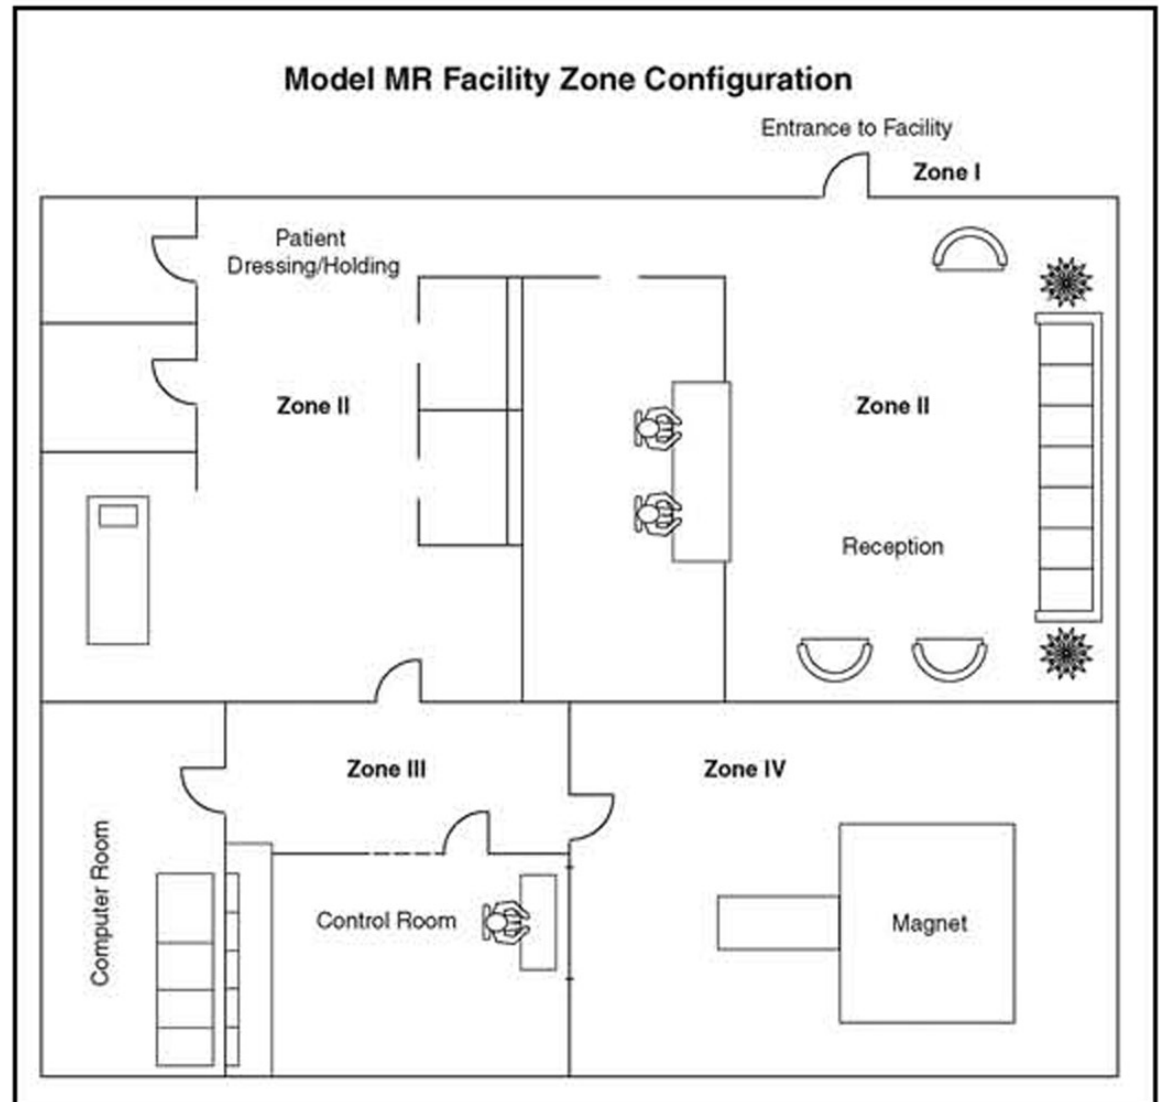 Model MR Facility Zone Configuration
Entrance to Facility
Zone I
Patient
Dressing/Holding
Zone II
Zone II
Reception
Zone III
Zone IV
Computer Room
Control Room
Magnet